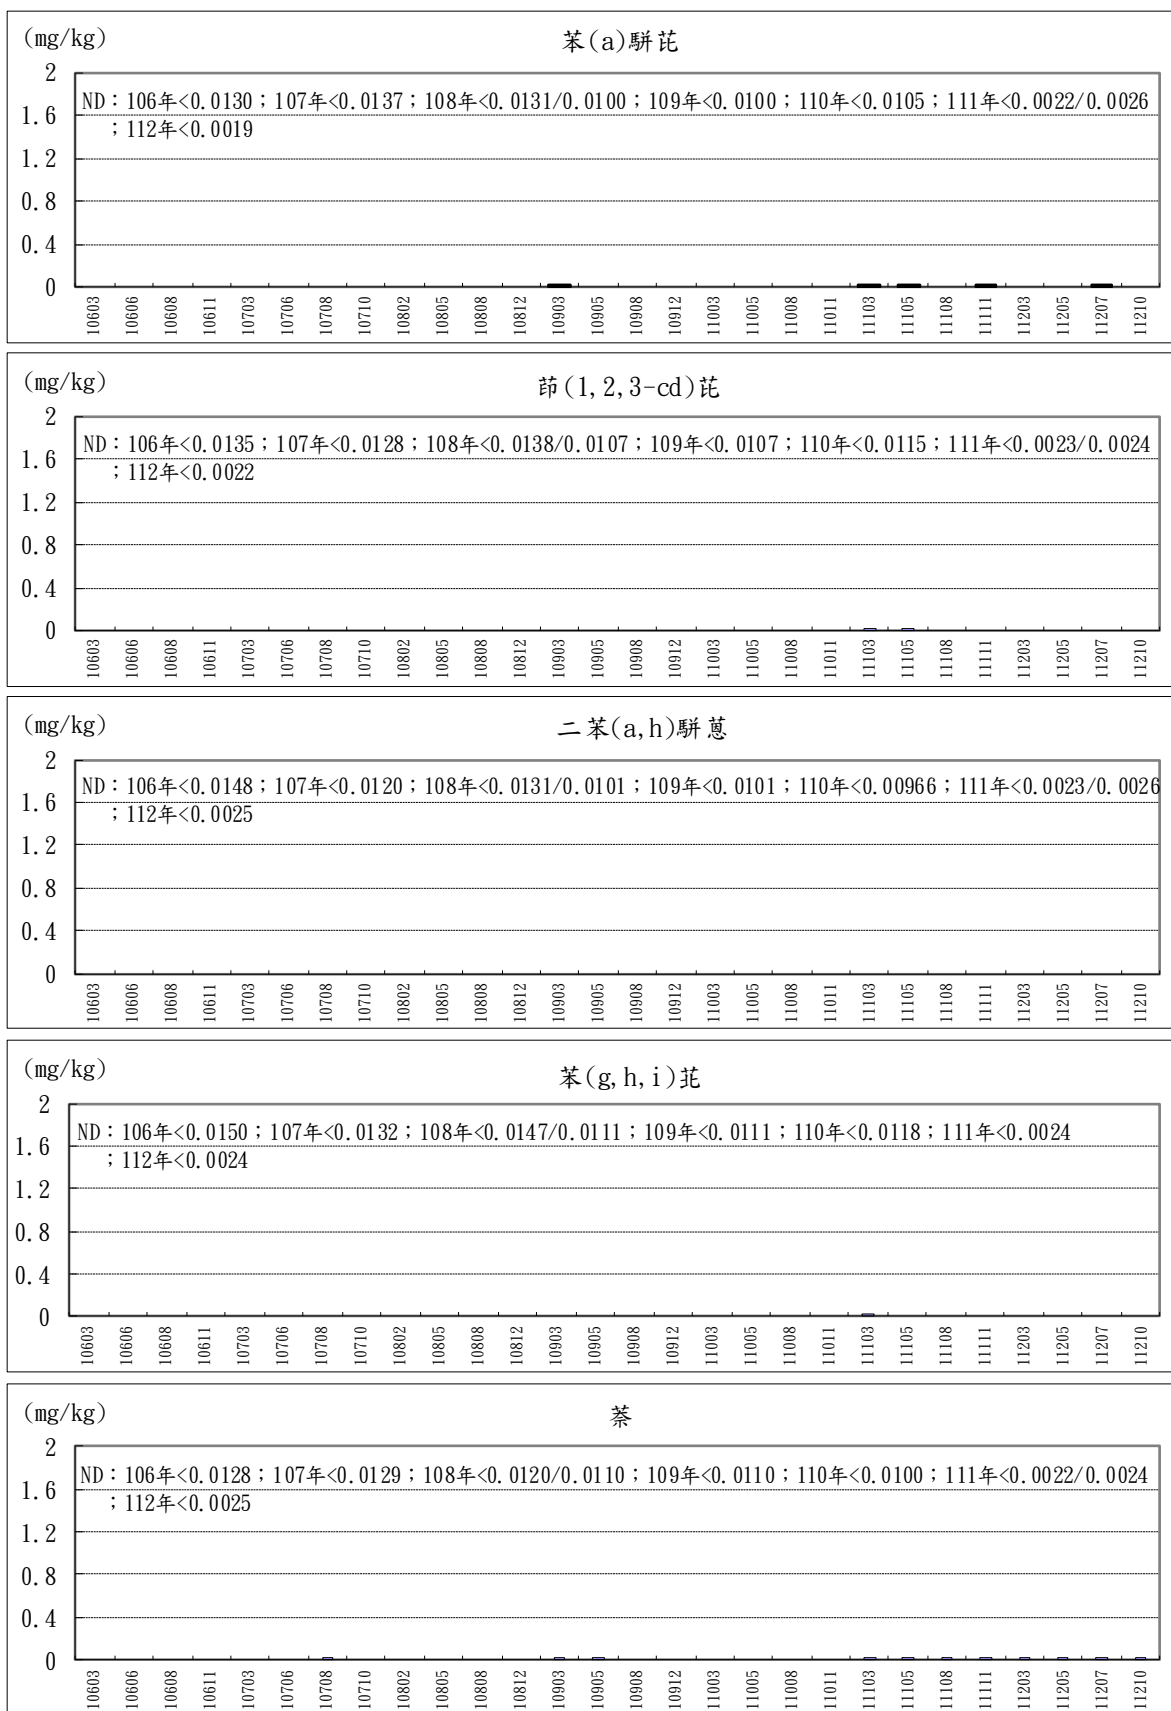 (mg/kg)
苯(a)駢芘
2
ND：106年<0.0130；107年<0.0137；108年<0.0131/0.0100；109年<0.0100；110年<0.0105；111年<0.0022/0.0026
1.6
；112年<0.0019
1.2
0.8
0.4
0
10603 10606 10608 10611 10703 10706 10708 10710 10802 10805 10808 10812 10903 10905 10908 10912 11003 11005 11008 11011 11103 11105 11108 11111 11203 11205 11207 11210
(mg/kg)
茚(1,2,3-cd)芘
2
ND：106年<0.0135；107年<0.0128；108年<0.0138/0.0107；109年<0.0107；110年<0.0115；111年<0.0023/0.0024
1.6
；112年<0.0022
1.2
0.8
0.4
0
10603 10606 10608 10611 10703 10706 10708 10710 10802 10805 10808 10812 10903 10905 10908 10912 11003 11005 11008 11011 11103 11105 11108 11111 11203 11205 11207 11210
(mg/kg)
二苯(a,h)駢蒽
2
ND：106年<0.0148；107年<0.0120；108年<0.0131/0.0101；109年<0.0101；110年<0.00966；111年<0.0023/0.0026
1.6
；112年<0.0025
1.2
0.8
0.4
0
10603 10606 10608 10611 10703 10706 10708 10710 10802 10805 10808 10812 10903 10905 10908 10912 11003 11005 11008 11011 11103 11105 11108 11111 11203 11205 11207 11210
(mg/kg)
苯(g,h,i)芘
2
ND：106年<0.0150；107年<0.0132；108年<0.0147/0.0111；109年<0.0111；110年<0.0118；111年<0.0024
1.6
；112年<0.0024
1.2
0.8
0.4
0
10603 10606 10608 10611 10703 10706 10708 10710 10802 10805 10808 10812 10903 10905 10908 10912 11003 11005 11008 11011 11103 11105 11108 11111 11203 11205 11207 11210
(mg/kg)
萘
2
ND：106年<0.0128；107年<0.0129；108年<0.0120/0.0110；109年<0.0110；110年<0.0100；111年<0.0022/0.0024
1.6
；112年<0.0025
1.2
0.8
0.4
0
10603 10606 10608 10611 10703 10706 10708 10710 10802 10805 10808 10812 10903 10905 10908 10912 11003 11005 11008 11011 11103 11105 11108 11111 11203 11205 11207 11210